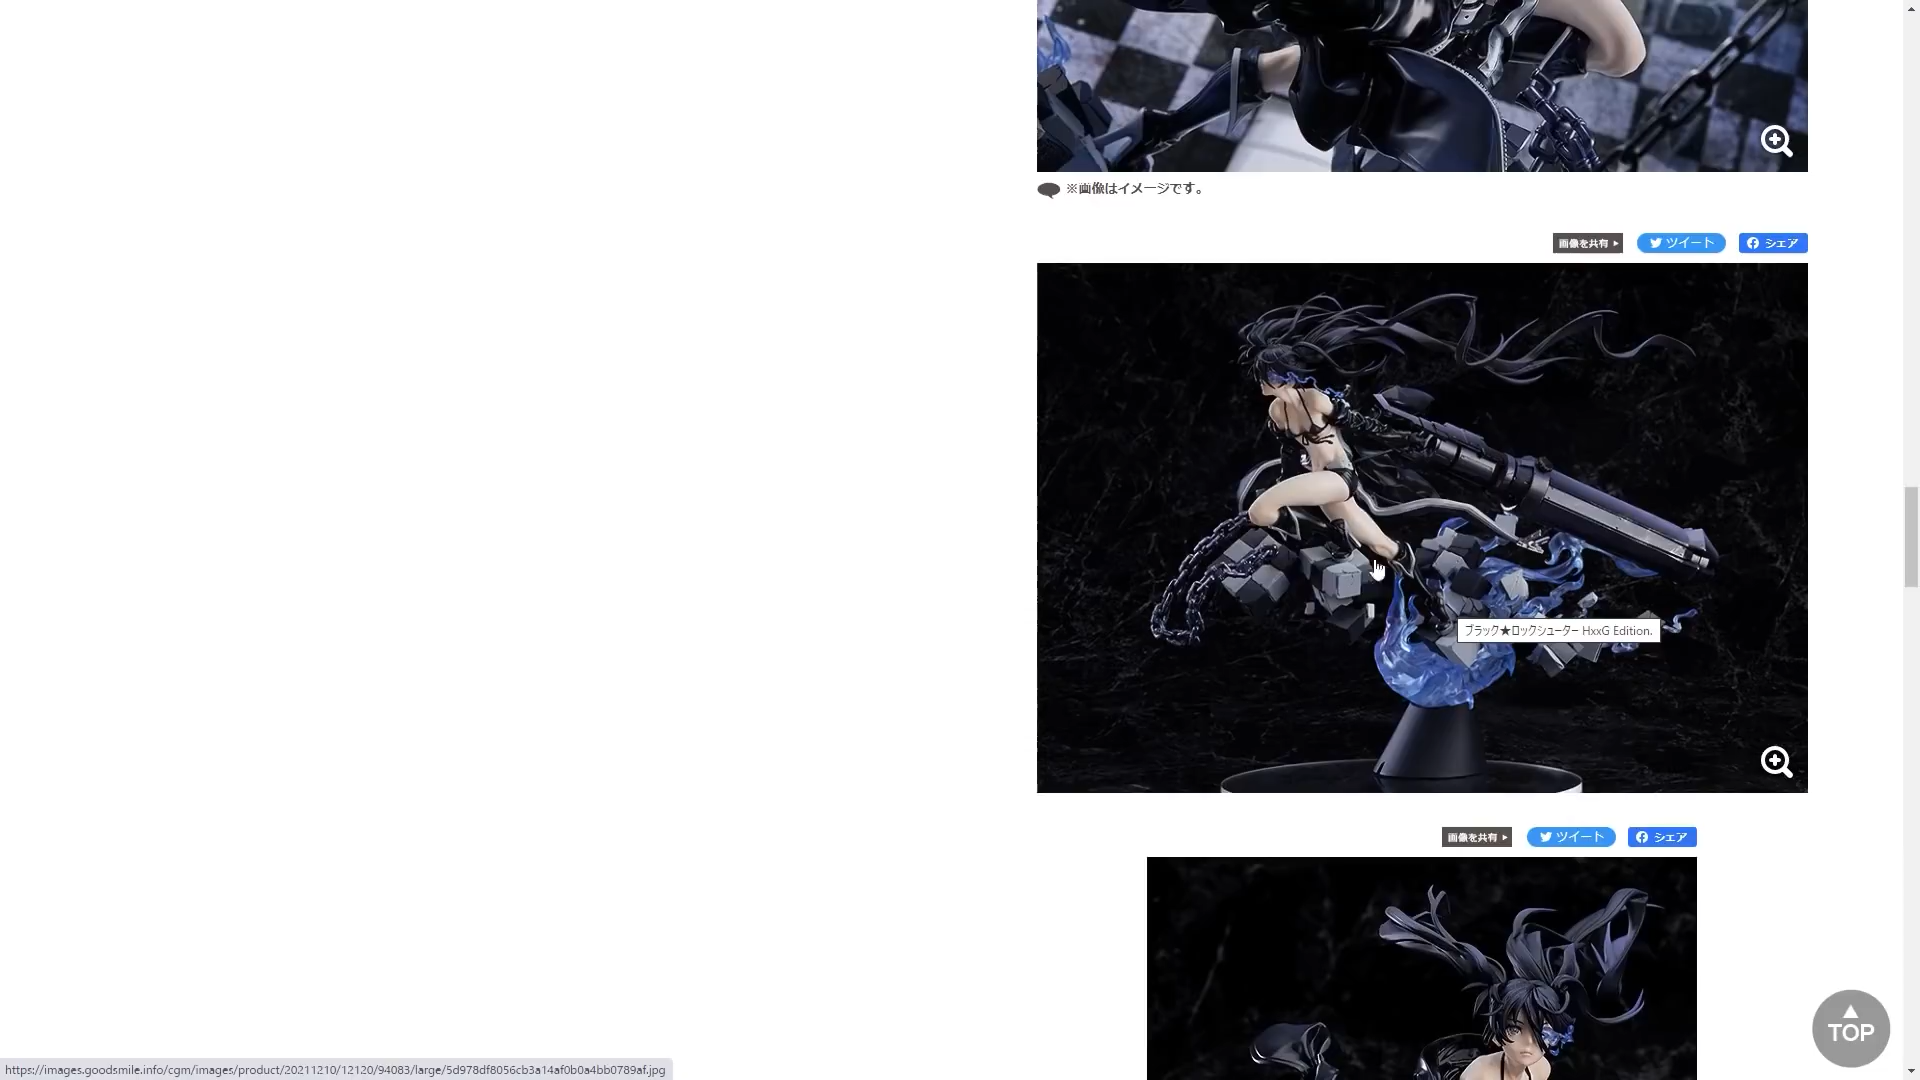 ※画像はイメージです。
画像を共有
ツイート
シェア
ブラック★ロックシューター HxxG Edition.
画像を共有
ツイート
シェア
TOP
https://images.goodsmile.info/cgm/images/product/20211210/12120/94083/large/5d978df8056cb3a14af0b0a4bb0789af.jpg